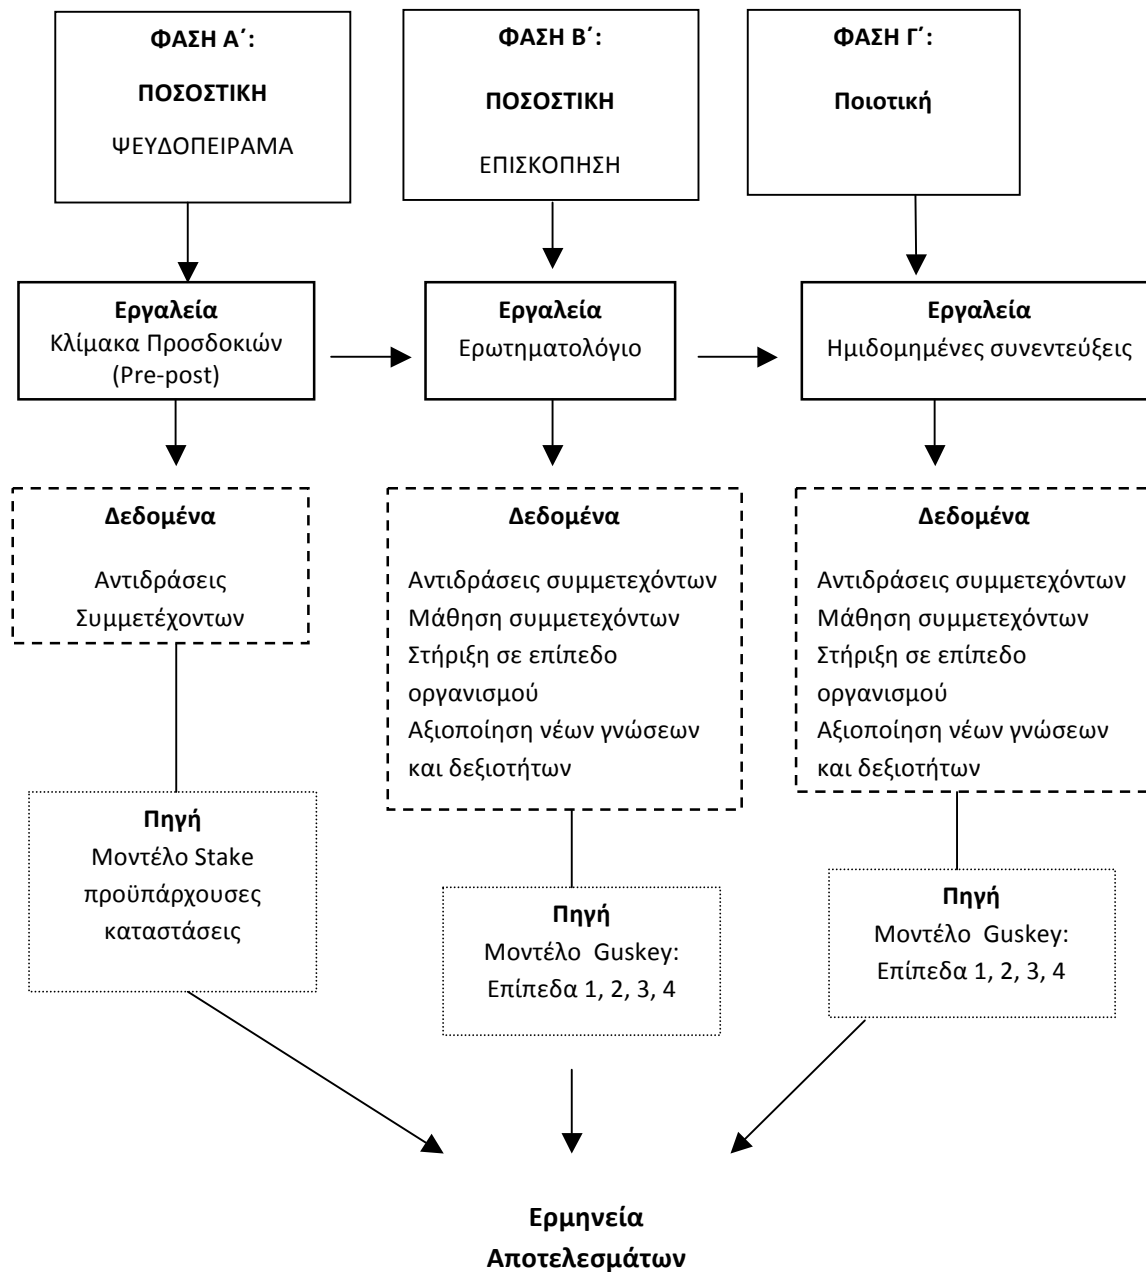 ΦΑΣΗ Α΄:
ΠΟΣΟΣΤΙΚΗ
ΨΕΥΔΟΠΕΙΡΑΜΑ
ΦΑΣΗ Β΄:
ΠΟΣΟΣΤΙΚΗ
ΕΠΙΣΚΟΠΗΣΗ
ΦΑΣΗ Γ΄:
Ποιοτική
Εργαλεία
Κλίμακα Προσδοκιών
(Pre-post)
Εργαλεία
Ερωτηματολόγιο
Εργαλεία
Ημιδομημένες συνεντεύξεις
Δεδομένα
Αντιδράσεις
Συμμετέχοντων
Δεδομένα
Αντιδράσεις συμμετεχόντων
Μάθηση συμμετεχόντων
Στήριξη σε επίπεδο
οργανισμού
Αξιοποίηση νέων γνώσεων
και δεξιοτήτων
Δεδομένα
Αντιδράσεις συμμετεχόντων
Μάθηση συμμετεχόντων
Στήριξη σε επίπεδο
οργανισμού
Αξιοποίηση νέων γνώσεων
και δεξιοτήτων
Πηγή
Μοντέλο Stake
προϋπάρχουσες
καταστάσεις
Πηγή
Μοντέλο Guskey:
Επίπεδα 1, 2, 3, 4
Πηγή
Μοντέλο Guskey:
Επίπεδα 1, 2, 3, 4
Ερμηνεία
Αποτελεσμάτων